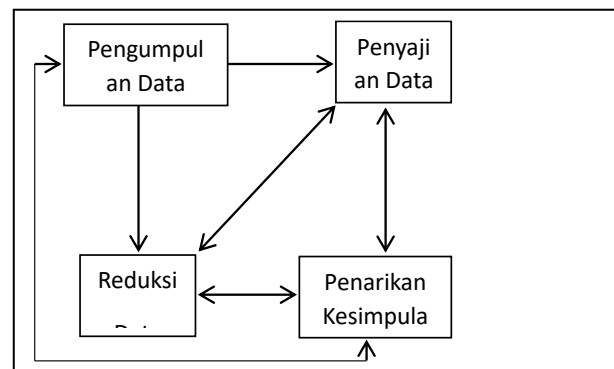 Pengumpul
an Data
Penyaji
an Data
Reduksi
Penarikan
Kesimpula